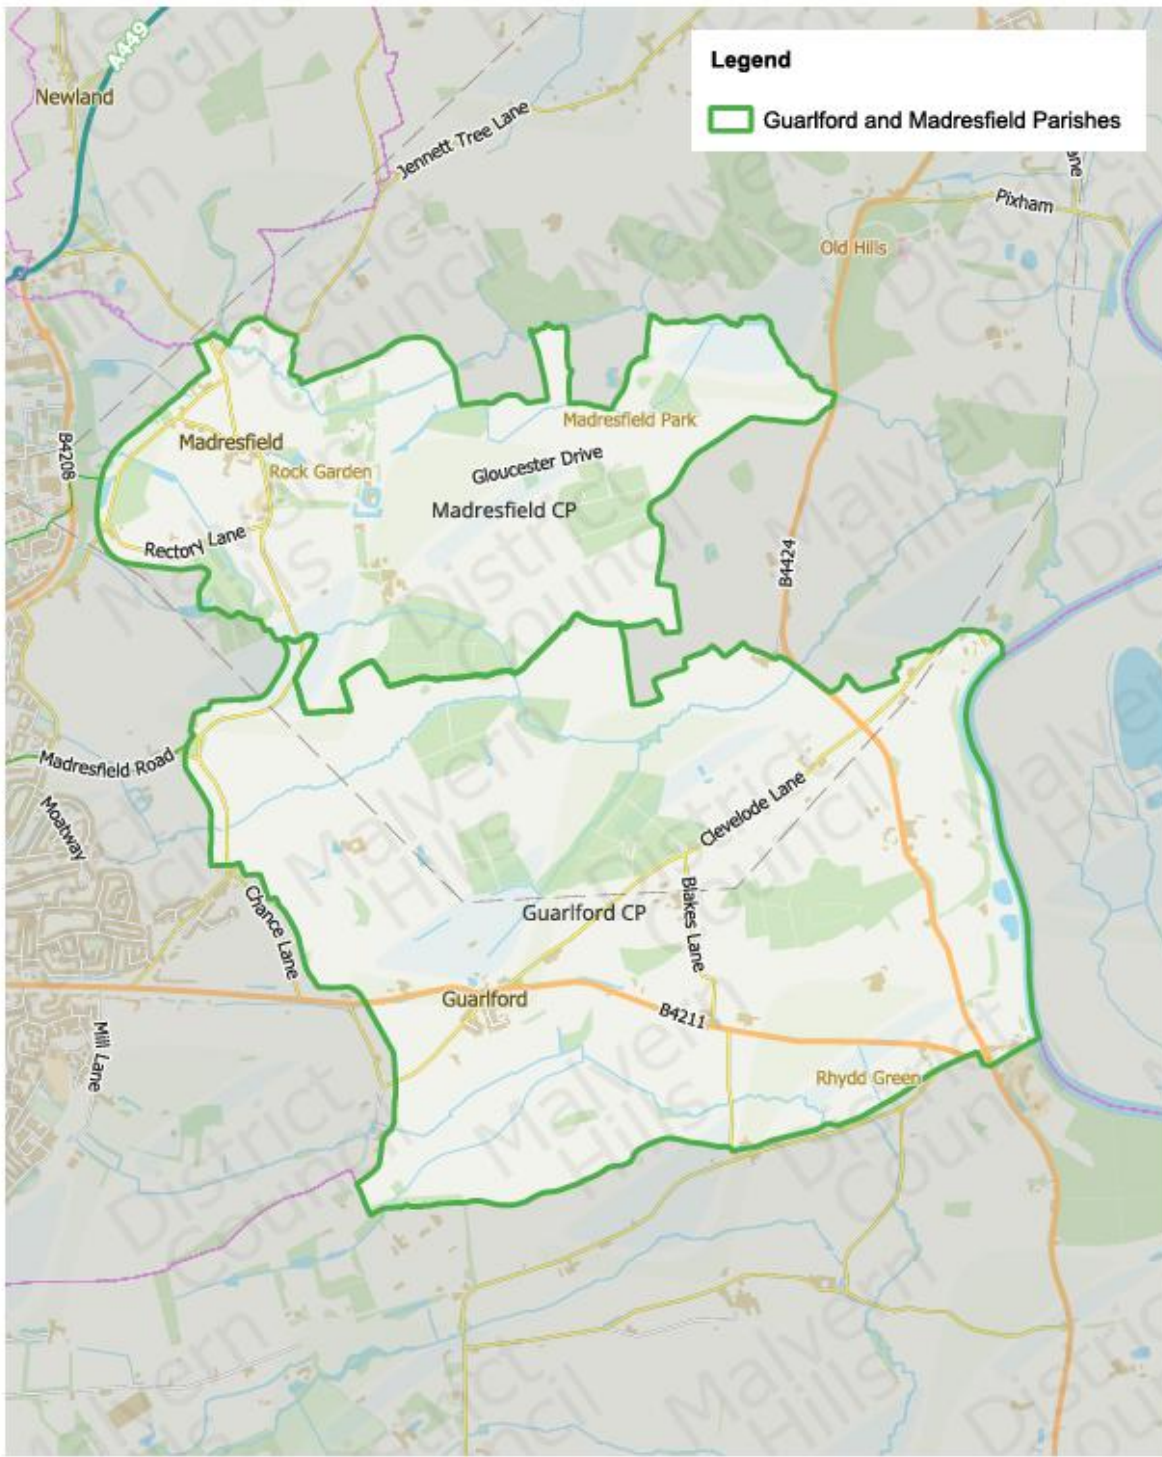 A449
Newland
Legend
Guarlford and Madresfield Parishes
Jennett Tree Lane
Pixham
Old Hills
B4208
Madresfield
Rock Garden
Madresfield Park
Gloucester Drive
Madresfield CP
Rectory Lane
B4424
Madresfield Road
Moatway
Clevelode Lane
Chance Lane
Blakes Lane
Guarlford CP
Guarlford
B4211
Mill Lane
Rhydd Green
Malvern
Hills
District
Council